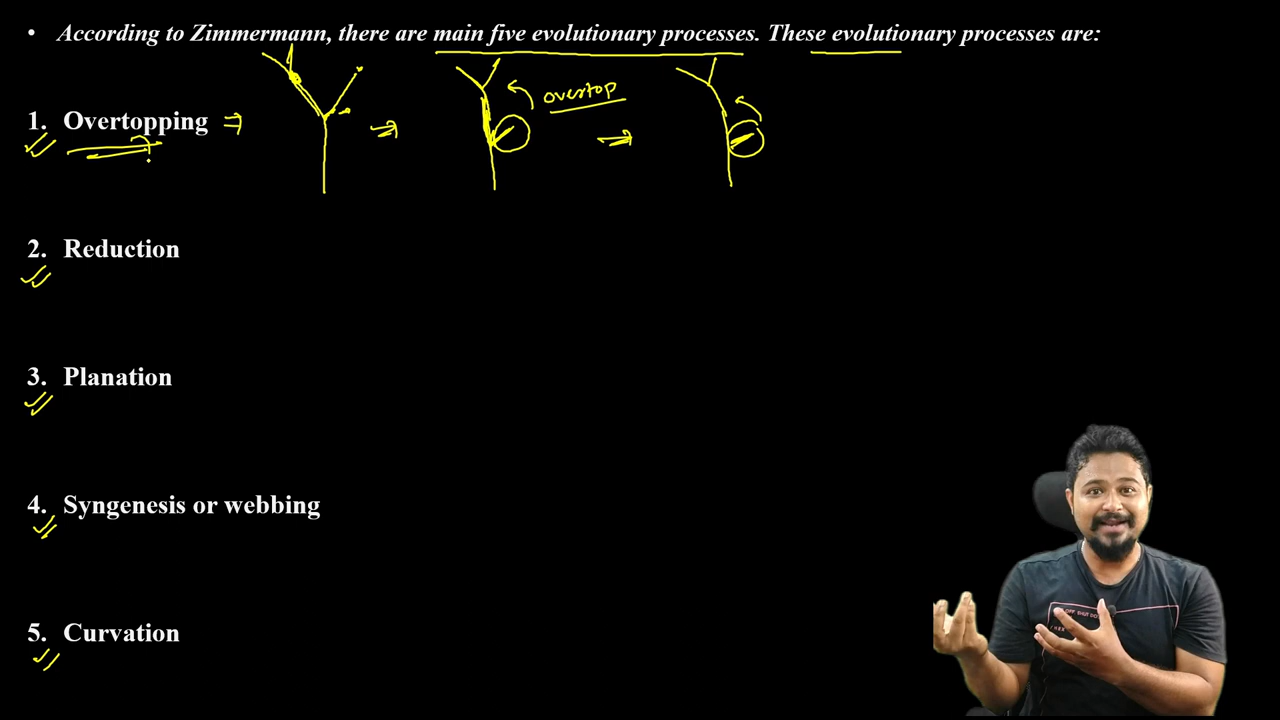 • According to Zimmermann, there are main five evolutionary processes. These evolutionary processes are:
overtop
1. Overtopping ⇒
2. Reduction
3. Planation
4. Syngenesis or webbing
5. Curvation